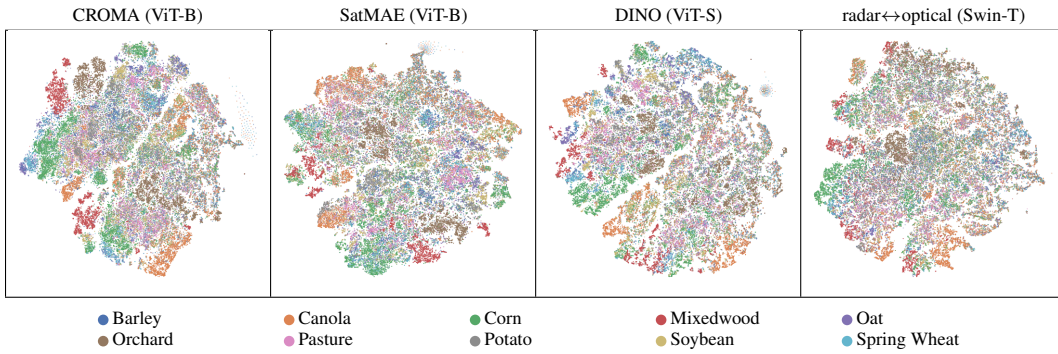 CROMA (ViT-B) SatMAE (ViT-B) DINO (ViT-S) radar↔optical (Swin-T)
Barley Canola Corn Mixedwood Oat
Orchard Pasture Potato Soybean Spring Wheat